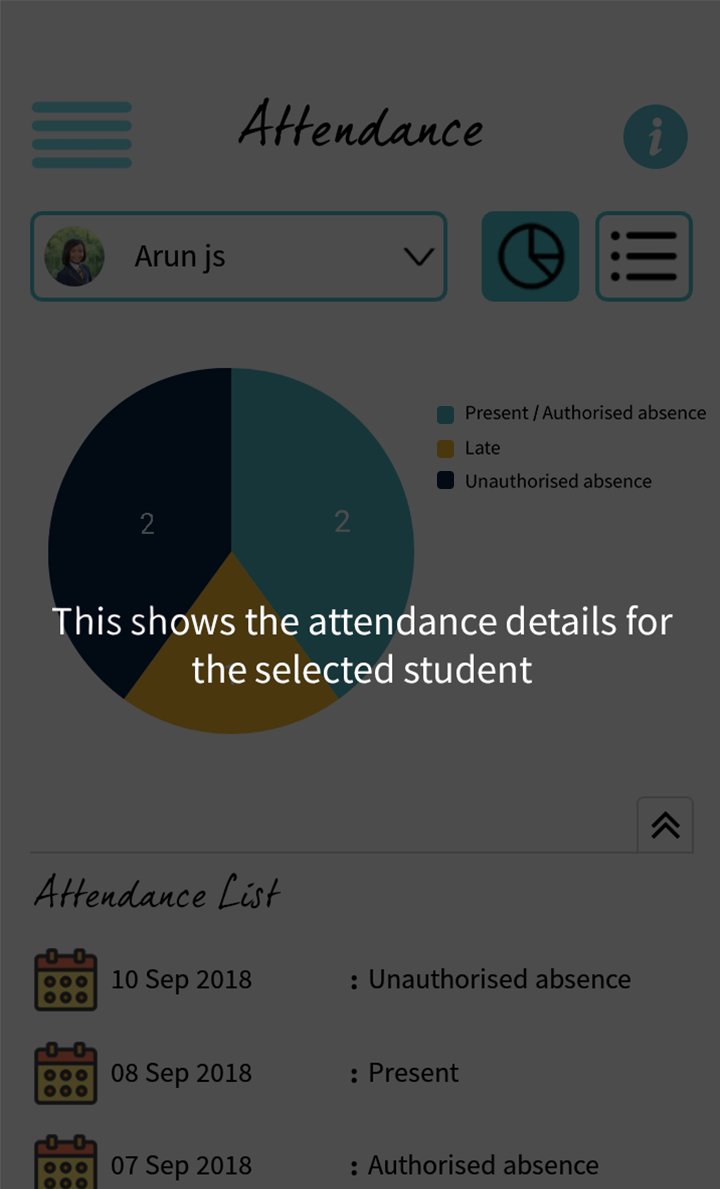 Attendance
i
Arun js
Present / Authorised absence
Late
Unauthorised absence
2
2
This shows the attendance details for
the selected student
Attendance List
10 Sep 2018 : Unauthorised absence
08 Sep 2018 : Present
07 Sep 2018 : Authorised absence